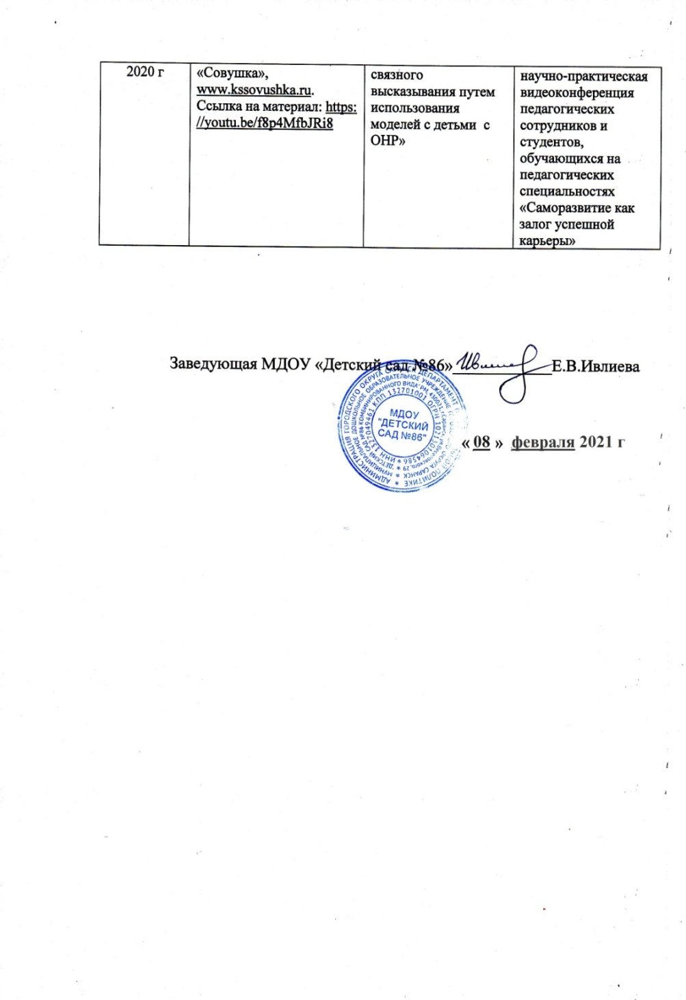 2020 г
«Совушка»,
www.kssovushka.ru.
Ссылка на материал: https:
//youtu.be/f8p4MfbJRi8
связного
высказывания путем
использования
моделей с детьми с
ОНР»
научно-практическая
видеоконференция
педагогических
сотрудников и
студентов,
обучающихся на
педагогических
специальностях
«Саморазвитие как
залог успешной
карьеры»
Заведующая МДОУ «Детский сад №86» Е.В.Ивлиева
МДОУ
"ДЕТСКИЙ
САД №86"
« 08 » февраля 2021 г